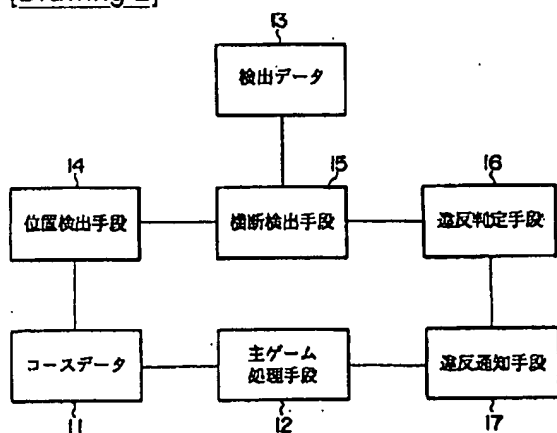 [Drawing 2]
13
検出データ
14
位置検出手段
15
横断検出手段
16
違反判定手段
コースデータ
11
主ゲーム
処理手段
12
違反通知手段
17